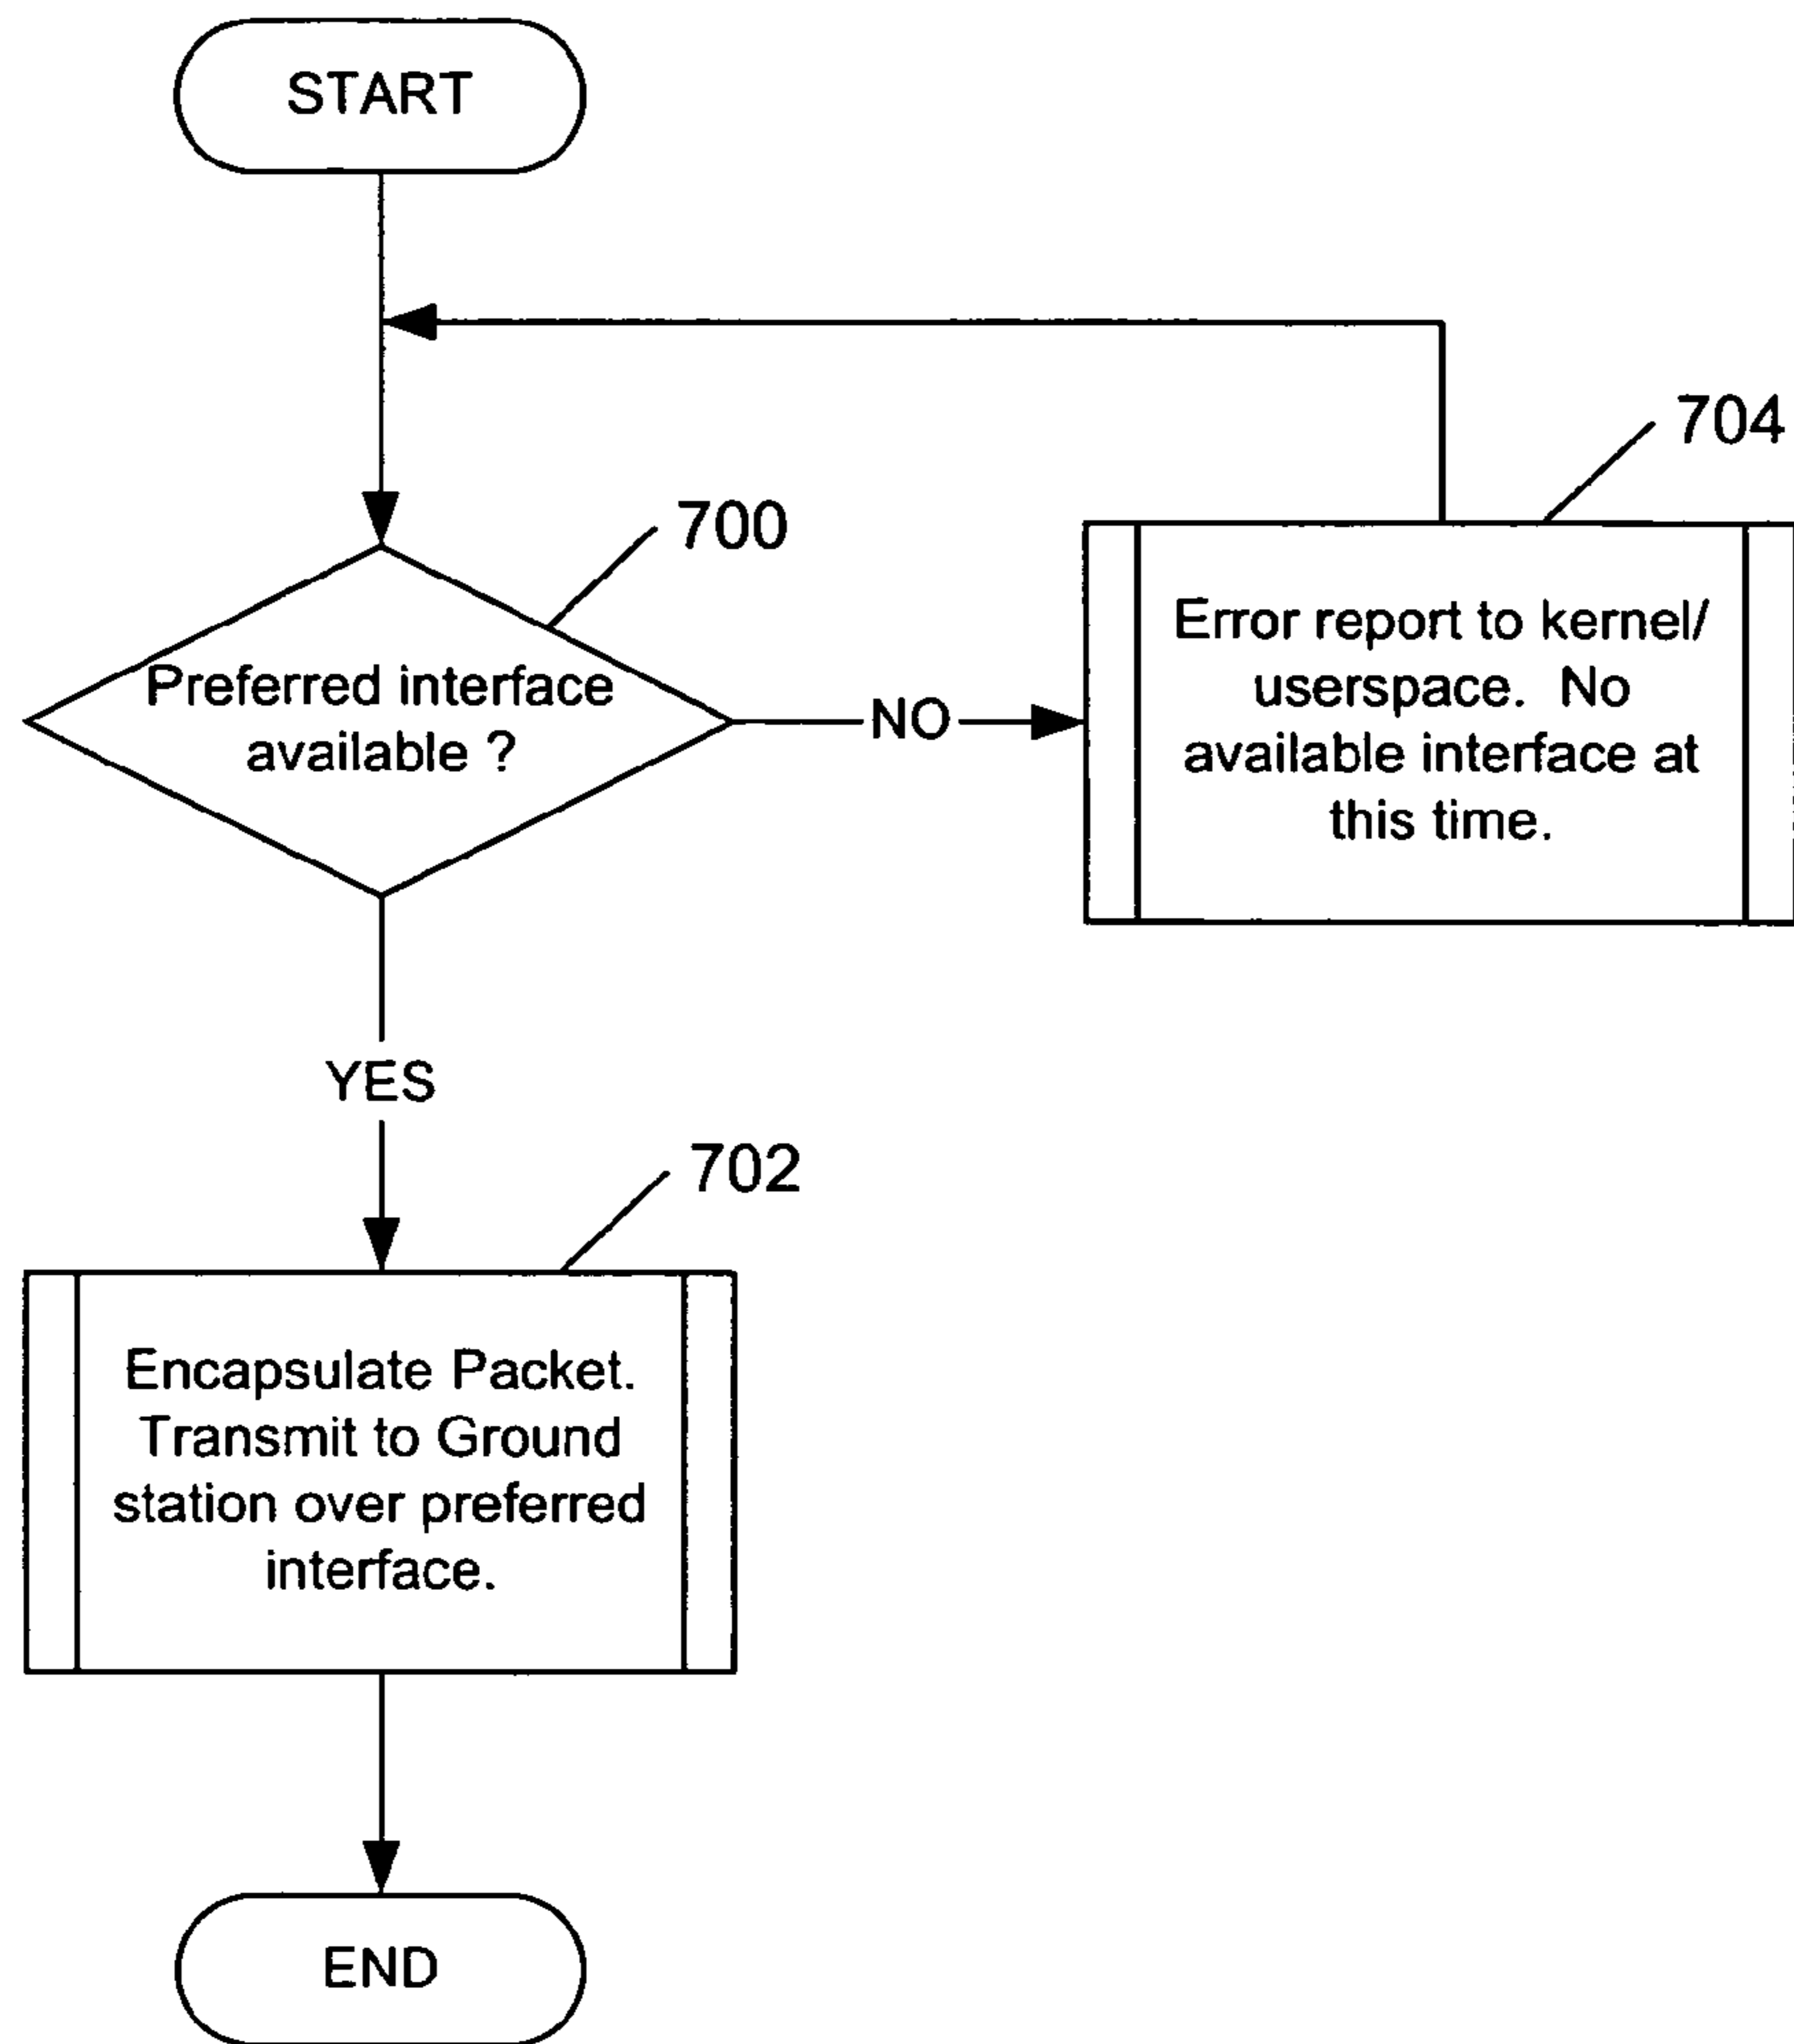 START
704
700
Error report to kernel/
userspace. No
available interface at
this time.
Preferred interface
available ?
NO
YES
702
Encapsulate Packet.
Transmit to Ground
station over preferred
interface.
END